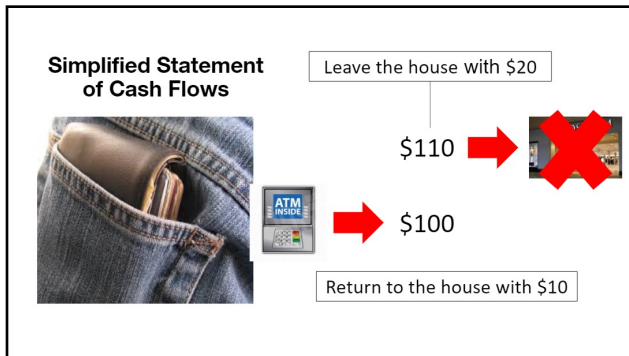 Simplified Statement
of Cash Flows
Leave the house with $20
$110
ATM
INSIDE
$100
Return to the house with $10